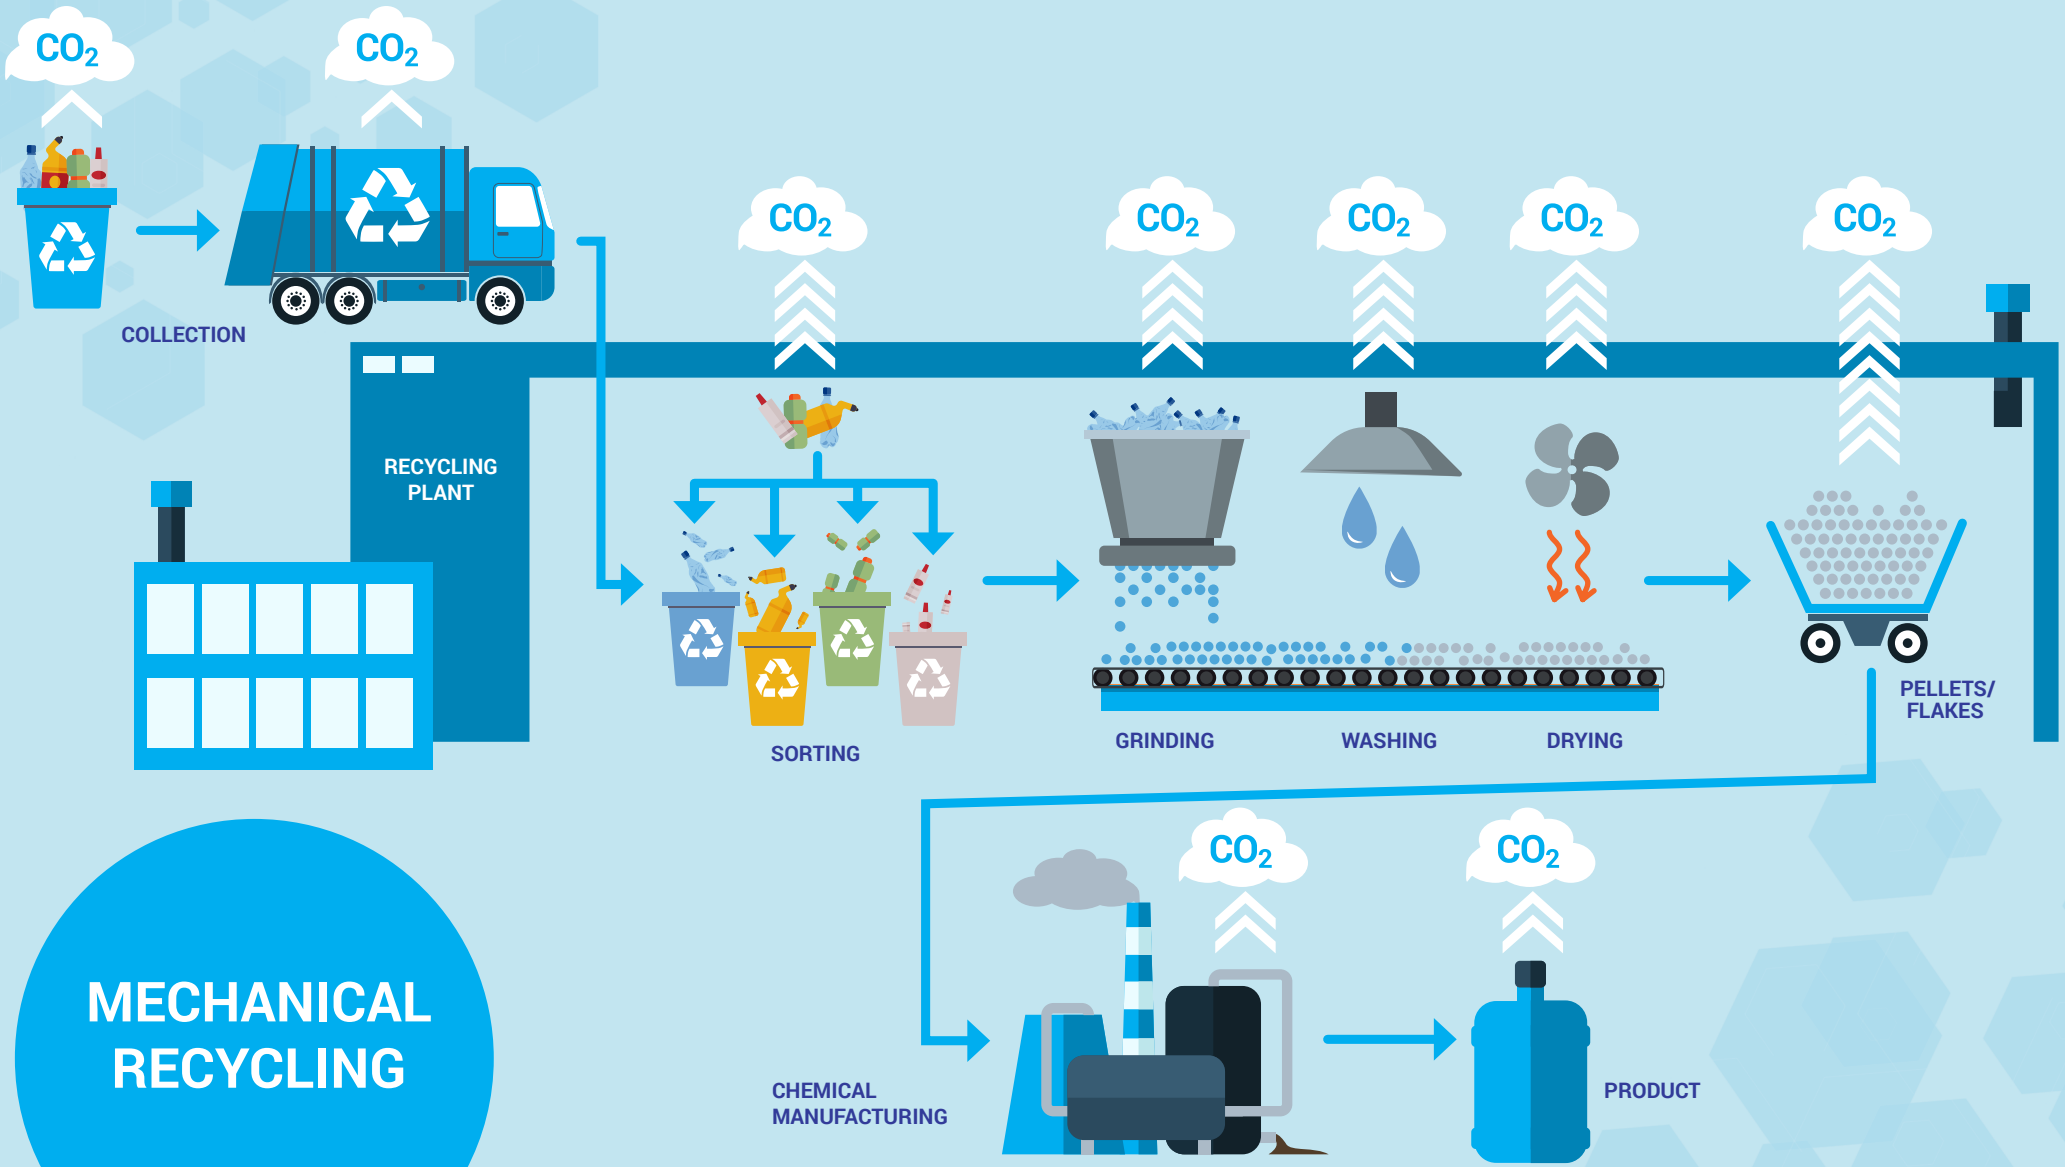 CO₂
CO₂
COLLECTION
CO₂
CO₂
CO₂
CO₂
CO₂
RECYCLING
PLANT
SORTING
GRINDING
WASHING
DRYING
PELLETS/
FLAKES
CO₂
CO₂
CHEMICAL
MANUFACTURING
PRODUCT
MECHANICAL
RECYCLING